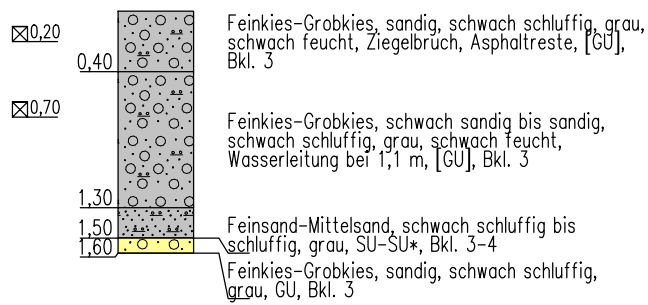 0,20
Feinkies-Grobkies, sandig, schwach schluffig, grau,
schwach feucht, Ziegelbruch, Asphaltreste, [GU],
Bkl. 3
0,40
0,70
Feinkies-Grobkies, schwach sandig bis sandig,
schwach schluffig, grau, schwach feucht,
Wasserleitung bei 1,1 m, [GU], Bkl. 3
1,30
Feinsand-Mittelsand, schwach schluffig bis
schluffig, grau, SU-SU*, Bkl. 3-4
1,50
1,60
Feinkies-Grobkies, sandig, schwach schluffig,
grau, GU, Bkl. 3